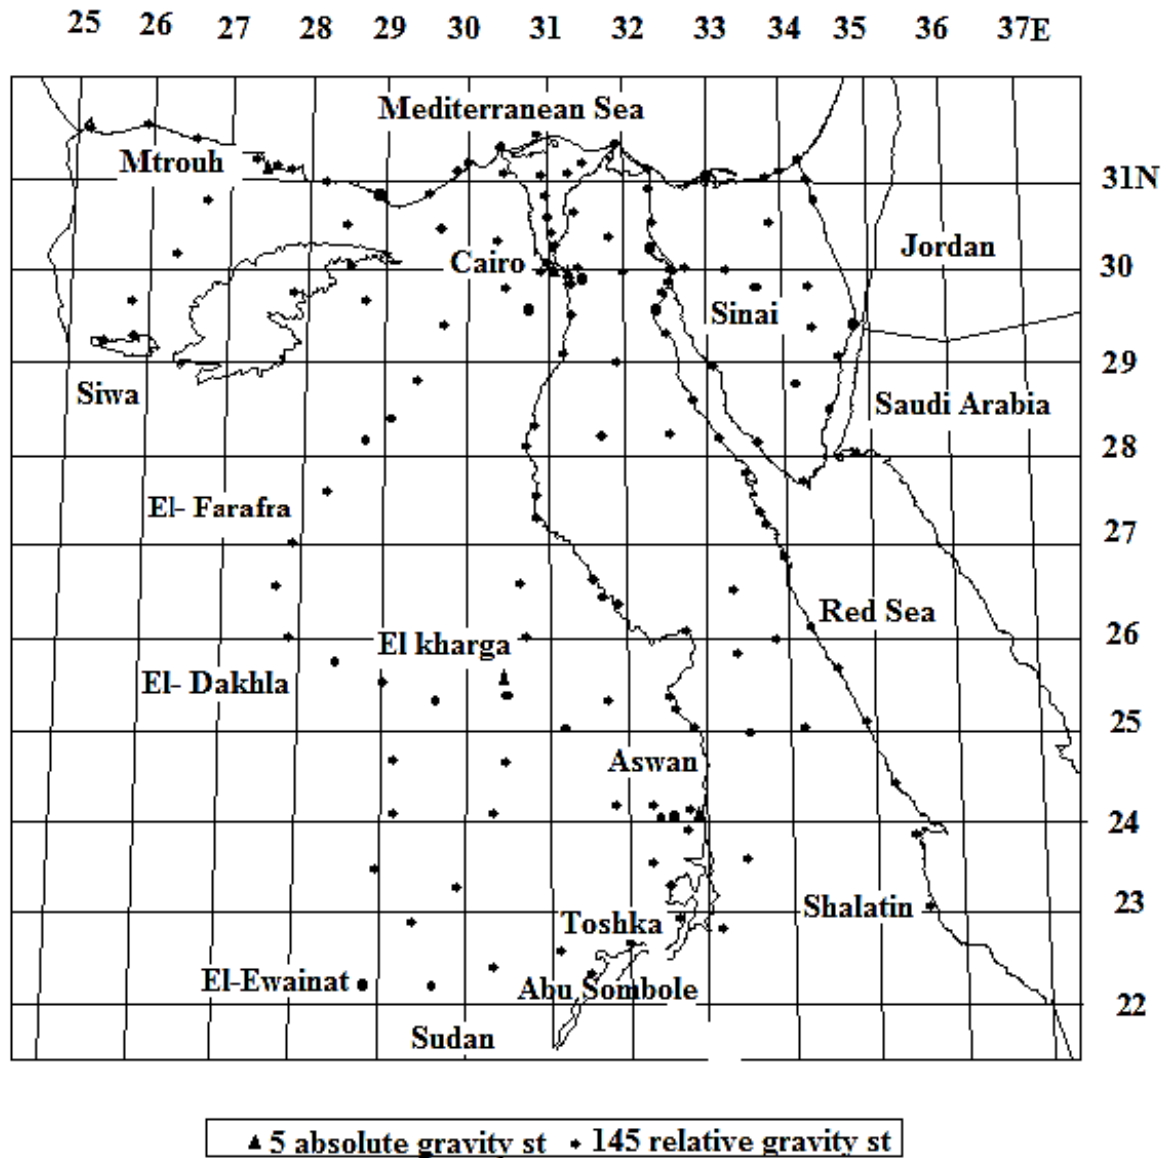 25 26 27 28 29 30 31 32 33 34 35 36 37E
Mediterranean Sea
Mtrouh
31N
Jordan
Cairo
30
Sinai
29
Siwa
Saudi Arabia
28
El- Farafra
27
Red Sea
El kharga
26
El- Dakhla
25
Aswan
24
Shalatin
23
Toshka
El-Ewainat
Abu Sombole
22
Sudan
5 absolute gravity st 145 relative gravity st